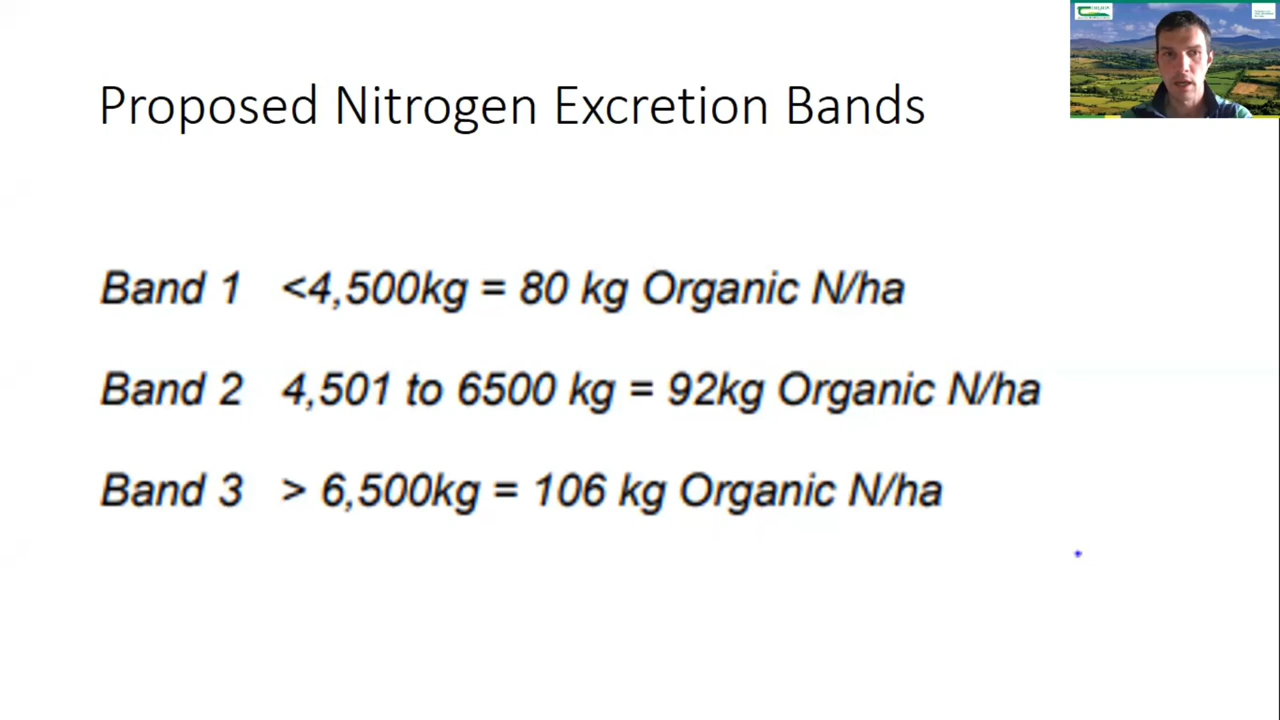 Proposed Nitrogen Excretion Bands
Band 1 <4,500kg = 80 kg Organic N/ha
Band 2 4,501 to 6500 kg = 92kg Organic N/ha
Band 3 > 6,500kg = 106 kg Organic N/ha